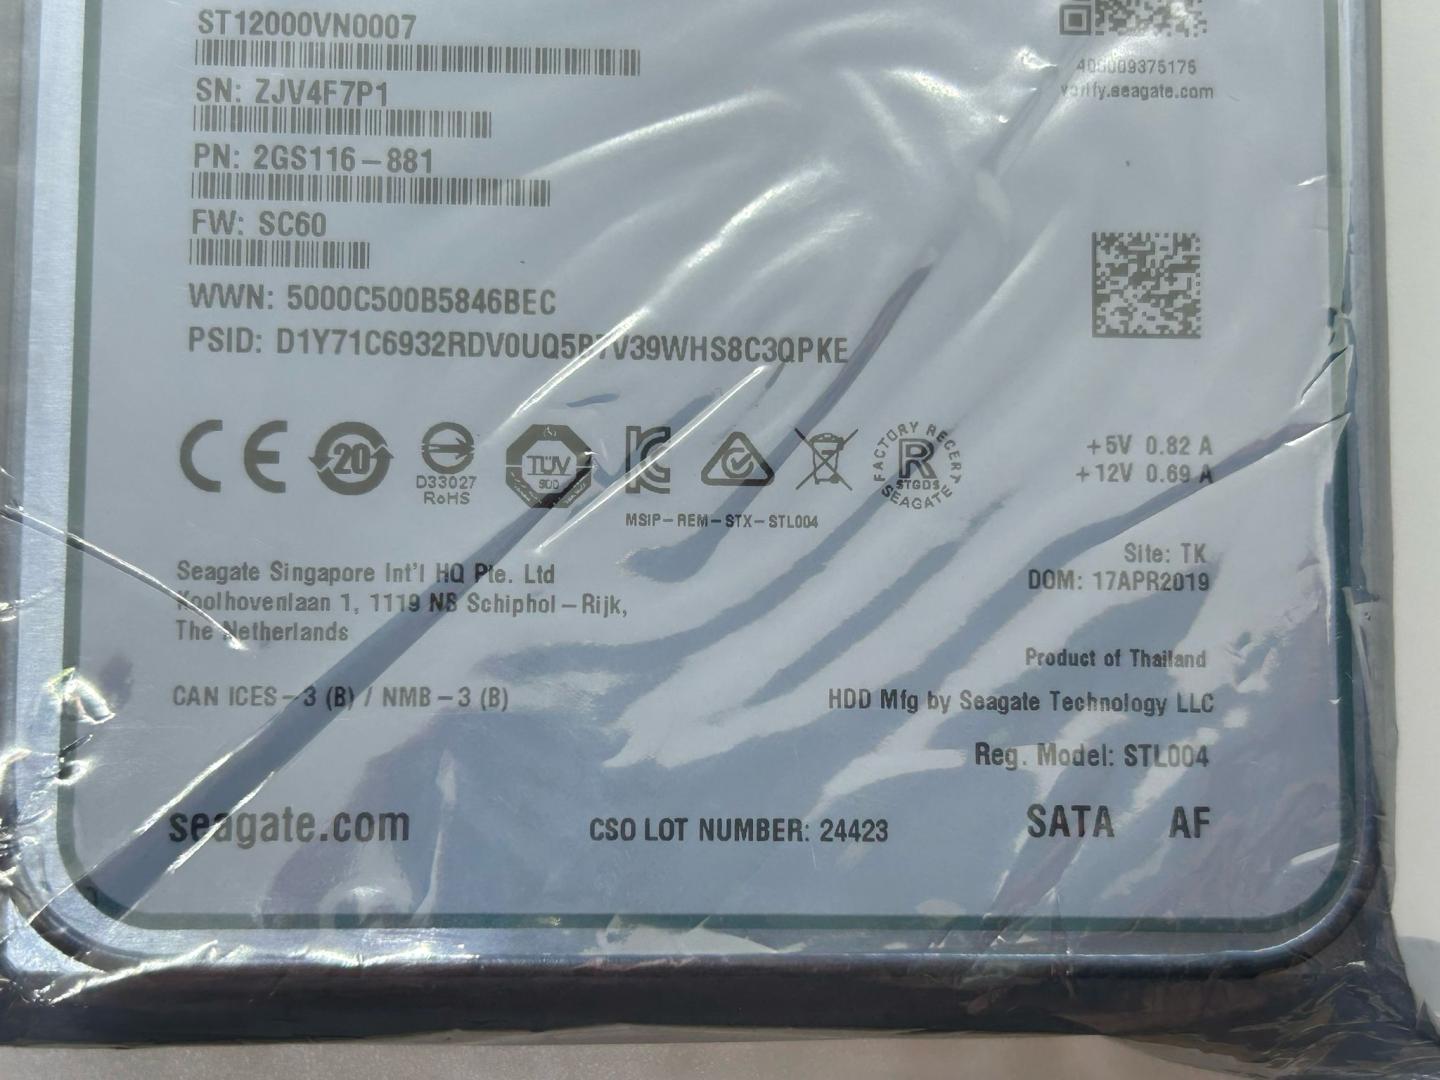 ST12000VN0007
SN: ZJV4F7P1
PN: 2GS116-881
FW: SC60
WWN: 5000C500B5846BEC
PSID:
verify.seagate.com
CE 20 D33027 RoHS TÜV SÜD
MSIP-REM-STX-STL004
FACTORY RECERT
R
STGDS
SEAGATE
+5V 0.82 A
+12V 0.69 A
Seagate Singapore Int'l HQ Pte. Ltd
Koolhovenlaan 1, 1119 NB Schiphol-Rijk,
The Netherlands
CAN ICES-3 (B) / NMB-3 (B)
Site: TK
DOM: 17APR2019
Product of Thailand
HDD Mfg by Seagate Technology LLC
Reg. Model: STL004
seagate.com
CSO LOT NUMBER: 24423
SATA AF